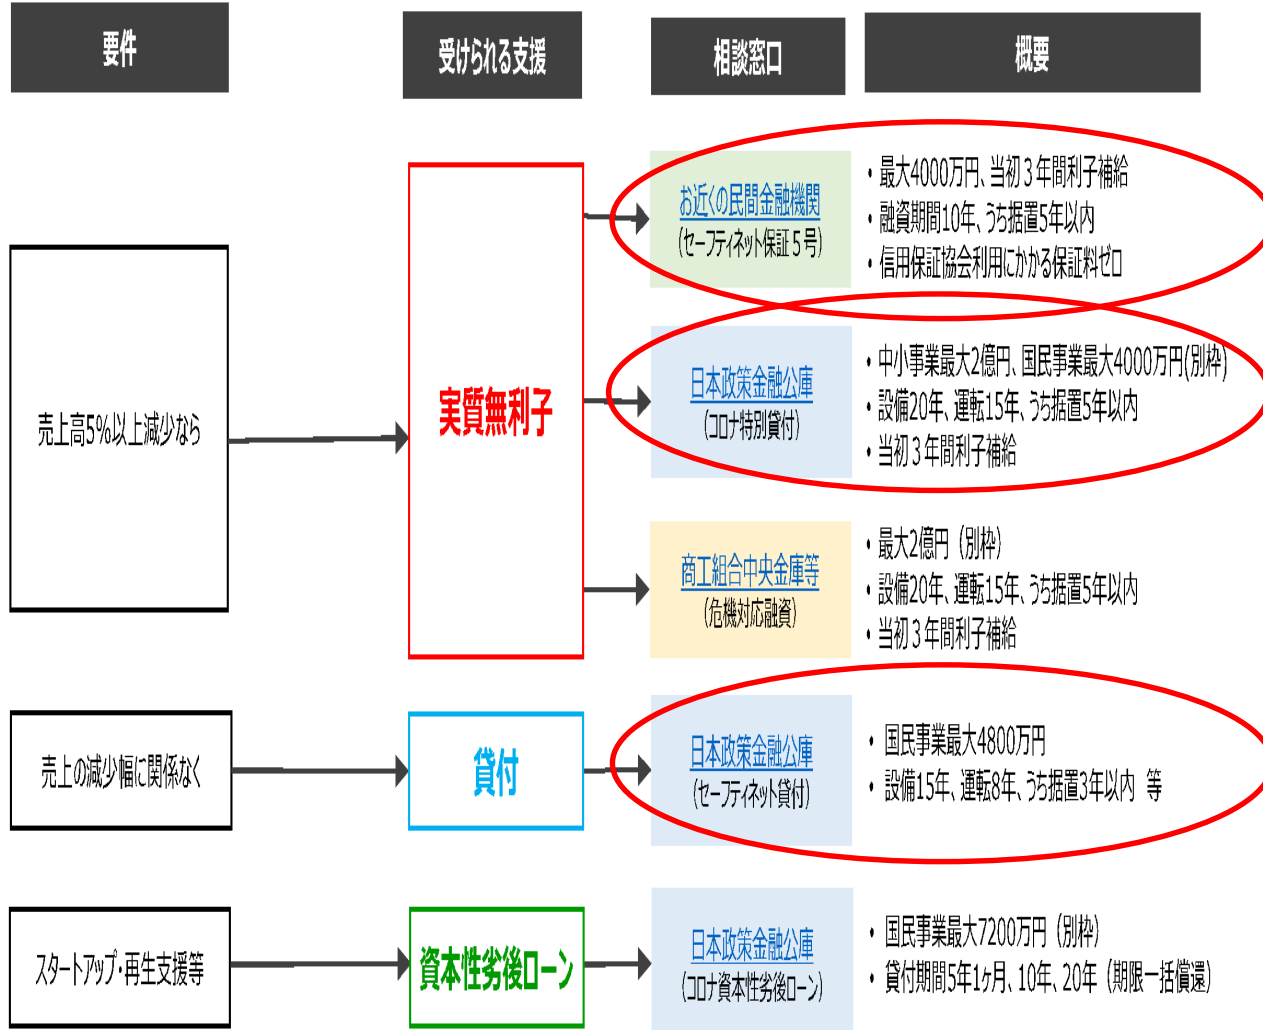 要件
受けられる支援
相談窓口
概要
売上高5%以上減少なら
実質無利子
お近くの民間金融機関
(セーフティネット保証５号)
・最大4000万円、当初３年間利子補給
・融資期間10年、うち据置5年以内
・信用保証協会利用にかかる保証料ゼロ
日本政策金融公庫
(コロナ特別貸付)
・中小事業最大2億円、国民事業最大4000万円(別枠)
・設備20年、運転15年、うち据置5年以内
・当初３年間利子補給
商工組合中央金庫等
(危機対応融資)
・最大2億円（別枠）
・設備20年、運転15年、うち据置5年以内
・当初３年間利子補給
売上の減少幅に関係なく
貸付
日本政策金融公庫
(セーフティネット貸付)
・国民事業最大4800万円
・設備15年、運転8年、うち据置3年以内 等
スタートアップ・再生支援等
資本性劣後ローン
日本政策金融公庫
(コロナ資本性劣後ローン)
・国民事業最大7200万円（別枠）
・貸付期間5年1ヶ月、10年、20年（期限一括償還）